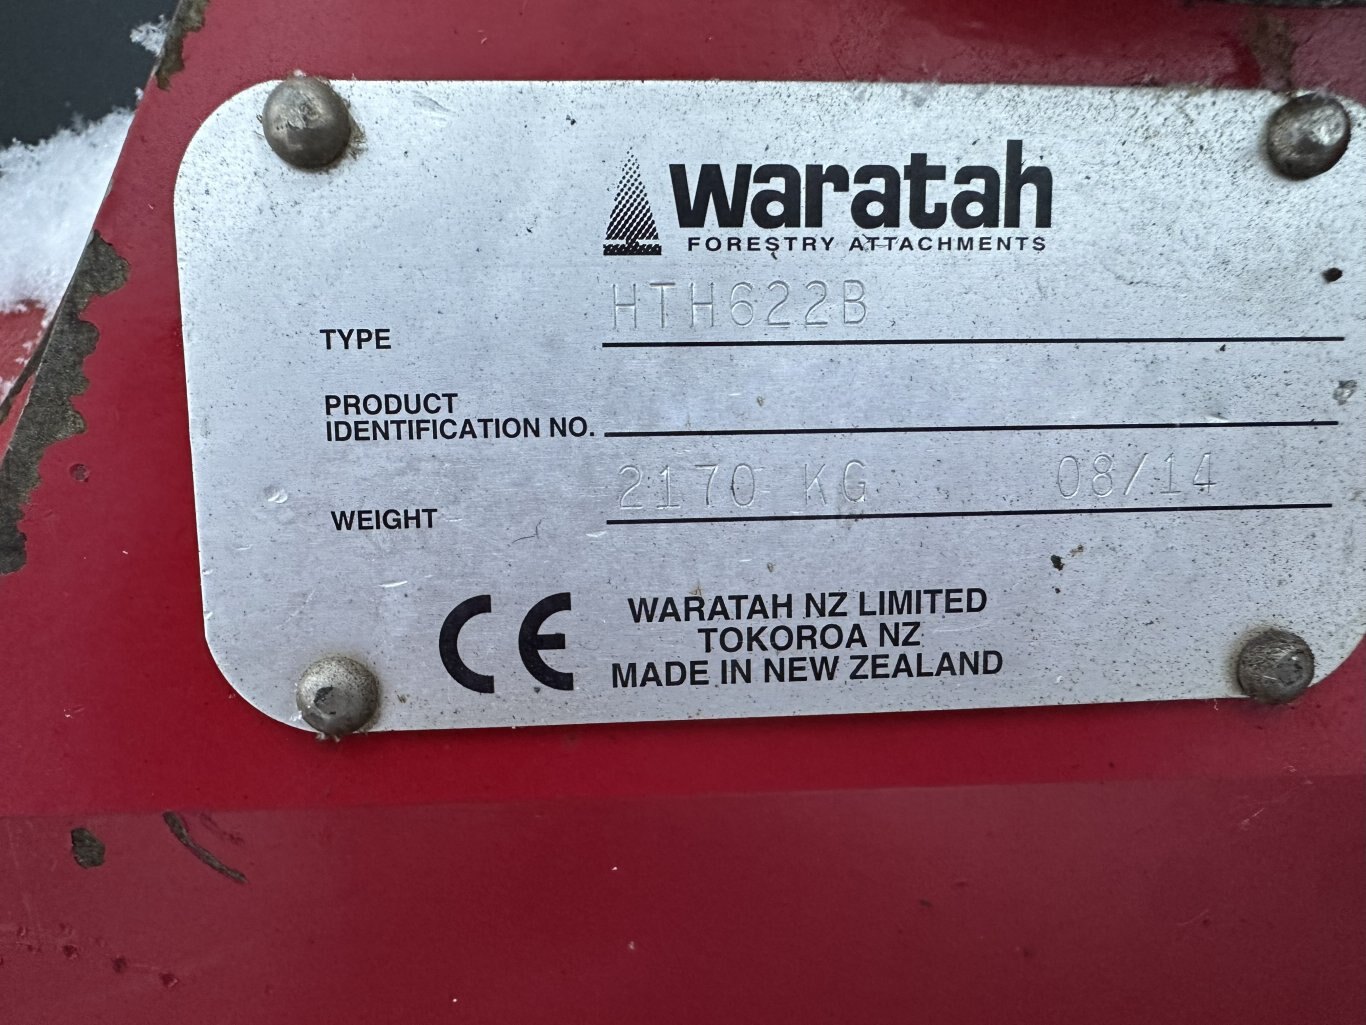 waratah
FORESTRY ATTACHMENTS
TYPE HTH622B
PRODUCT
IDENTIFICATION NO.
WEIGHT 2170 KG 08/14
CE
WARATAH NZ LIMITED
TOKOROA NZ
MADE IN NEW ZEALAND